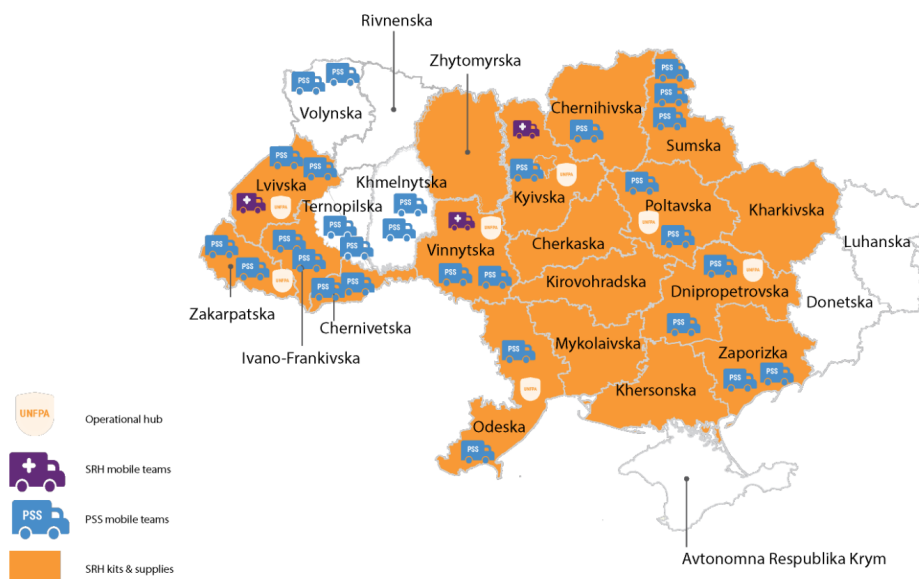 Rivnenska
Zhytomyrska
PSS
PSS
Volynska
PSS
Chernihivska
PSS
PSS
PSS
PSS
Sumska
PSS
PSS
Lvivska
UNFPA
Khmelnytska
PSS
Ternopilska
PSS
PSS
PSS
PSS
Kyivska
UNFPA
PSS
Poltavska
UNFPA
PSS
Kharkivska
Luhanska
Vinnytska
UNFPA
PSS
PSS
Cherkaska
Kirovohradska
PSS
UNFPA
Dnipropetrovska
Donetska
PSS
PSS
PSS
PSS
UNFPA
PSS
PSS
Zakarpatska
Ivano-Frankivska
Chernivetska
Mykolaivska
PSS
Zaporizka
PSS
PSS
Khersonska
PSS
UNFPA
Odeska
PSS
Avtonomna Respublika Krym
UNFPA
Operational hub
SRH mobile teams
PSS
PSS mobile teams
SRH kits & supplies